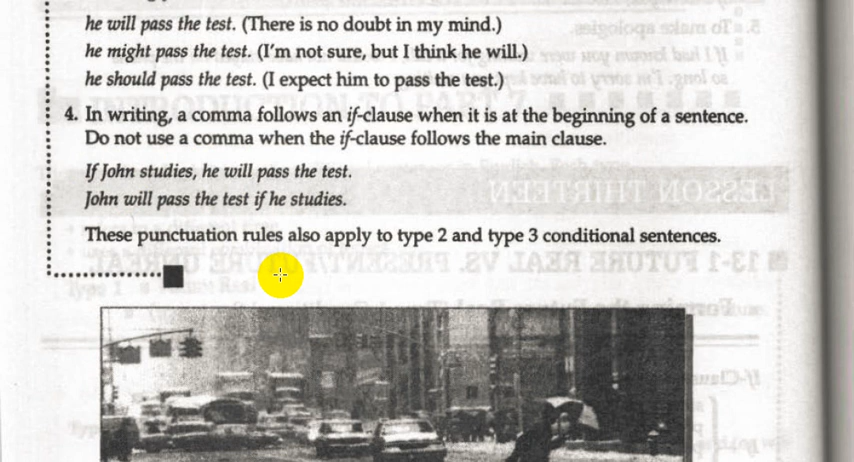 he will pass the test. (There is no doubt in my mind.)
he might pass the test. (I'm not sure, but I think he will.)
he should pass the test. (I expect him to pass the test.)
4. In writing, a comma follows an if-clause when it is at the beginning of a sentence.
Do not use a comma when the if-clause follows the main clause.
If John studies, he will pass the test.
John will pass the test if he studies.
These punctuation rules also apply to type 2 and type 3 conditional sentences.